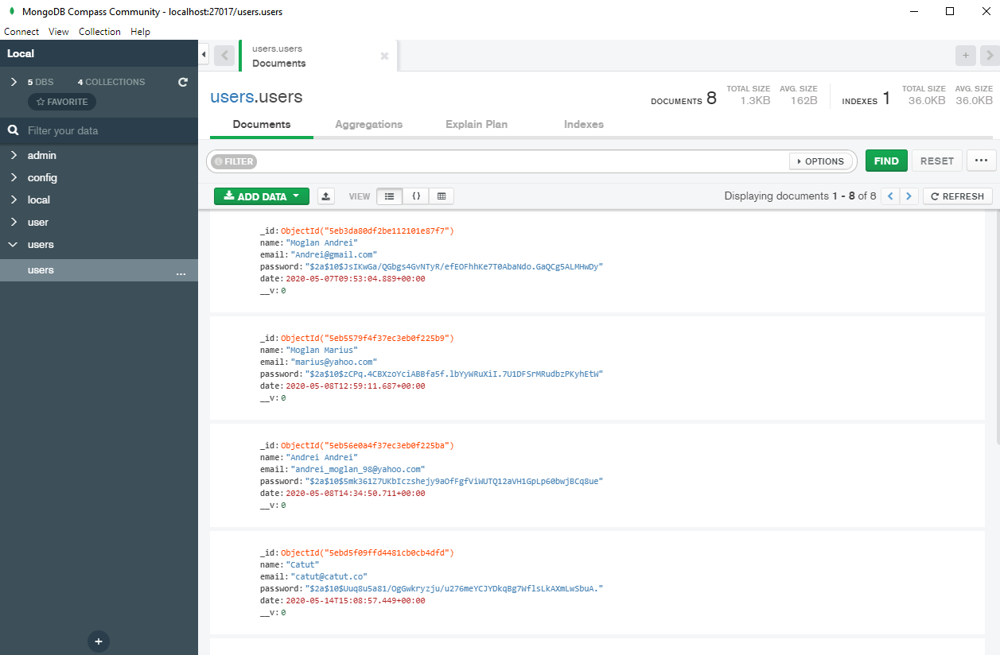 MongoDB Compass Community - localhost:27017/users.users
Connect View Collection Help
Local
5 DBS 4 COLLECTIONS
FAVORITE
Filter your data
admin
config
local
user
users
users
...
users.users
Documents
users.users
DOCUMENTS 8 TOTAL SIZE 1.3KB AVG. SIZE 162B INDEXES 1 TOTAL SIZE 36.0KB AVG. SIZE 36.0KB
Documents Aggregations Explain Plan Indexes
FILTER OPTIONS FIND RESET ...
ADD DATA VIEW {} Displaying documents 1 - 8 of 8 REFRESH
_id: ObjectId("5eb3da80df2be112101e87f7")
name: "Moglan Andrei"
email: "Andrei@gmail.com"
password: "$2a$10$JsIKwGa/QGbgs4GvNTyR/efEOFhhKe7T0AbaNdo.GaQCg5ALMHwDy"
date: 2020-05-07T09:53:04.889+00:00
__v: 0
_id: ObjectId("5eb5579f4f37ec3eb0f225b9")
name: "Moglan Marius"
email: "marius@yahoo.com"
password: "$2a$10$zCPq.4CBXzoYciABBfa5f.lbYyWRuXiI.7U1DFSrMRudbzPKyhEtW"
date: 2020-05-08T12:59:11.687+00:00
__v: 0
_id: ObjectId("5eb56e0a4f37ec3eb0f225ba")
name: "Andrei Andrei"
email: "andrei_moglan_98@yahoo.com"
password: "$2a$10$5mk361Z7UKbIczshejy9aOfFgfViWUTQ12aVH1GpLp60bwjBCq8ue"
date: 2020-05-08T14:34:50.711+00:00
__v: 0
_id: ObjectId("5ebd5f09ffd4481cb0cb4dfd")
name: "Catut"
email: "catut@catut.co"
password: "$2a$10$Uuq8u5a81/OgGwkryzju/u276meYCJYDkqBg7WflsLkAXmLwSbuA."
date: 2020-05-14T15:08:57.449+00:00
__v: 0